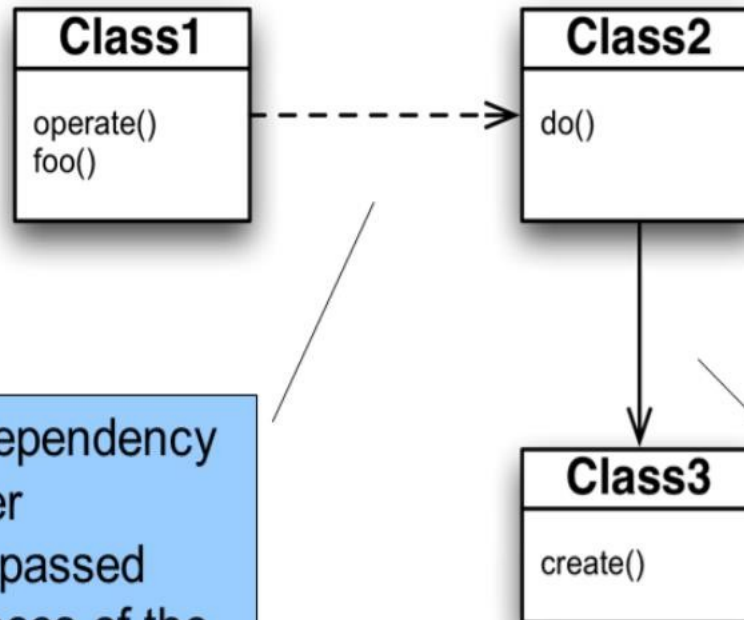 Class1
operate()
foo()
Class2
do()
ependency
er
passed
Class3
create()